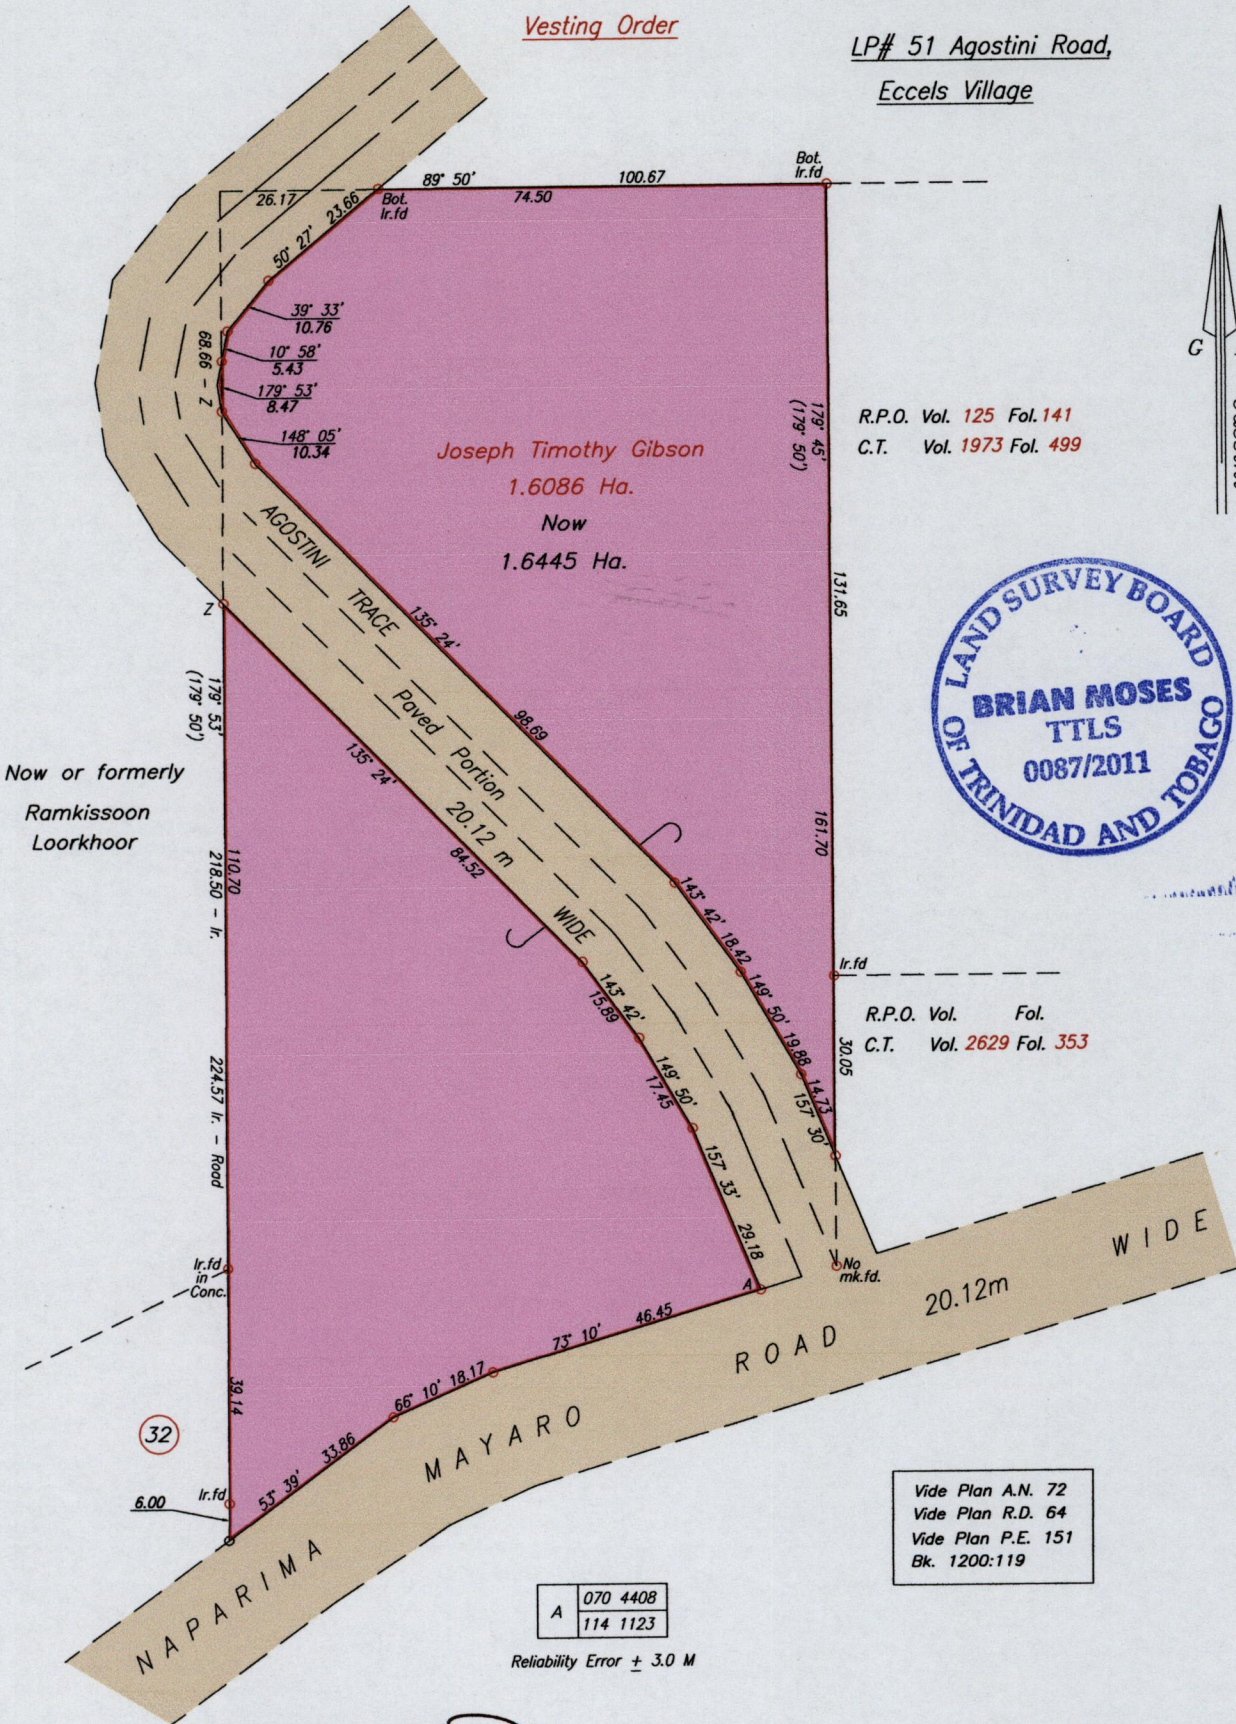 Vesting Order
LP# 51 Agostini Road,
Eccels Village
Bot.
Ir.fd
89° 50'
100.67
74.50
26.17
Bot.
Ir.fd
23.66
50° 27'
39° 33'
10.76
10° 58'
5.43
68.66 - Z
179° 53'
8.47
148° 05'
10.34
G
179° 45'
(179° 50')
R.P.O. Vol. 125 Fol. 141
C.T. Vol. 1973 Fol. 499
Joseph Timothy Gibson
1.6086 Ha.
Now
1.6445 Ha.
AGOSTINI TRACE
Paved Portion
20.12 m WIDE
135° 24'
98.69
131.65
161.70
LAND SURVEY BOARD
BRIAN MOSES
TTLS
0087/2011
OF TRINIDAD AND TOBAGO
Z
179° 53'
(179° 50')
135° 24'
84.52
Now or formerly
Ramkissoon
Loorkhoor
110.70
218.50 - Ir.
224.57 Ir. - Road
143° 42'
18.42
149° 50'
19.88
14.73
157° 30'
Ir.fd
30.05
R.P.O. Vol. Fol.
C.T. Vol. 2629 Fol. 353
143° 42'
15.89
149° 50'
17.45
157° 33'
29.18
A
No
mk.fd.
Ir.fd
in
Conc.
39.14
32
Ir.fd
6.00
53° 39'
33.86
66° 10'
18.17
73° 10'
46.45
NAPARIMA MAYARO ROAD 20.12m WIDE
Vide Plan A.N. 72
Vide Plan R.D. 64
Vide Plan P.E. 151
Bk. 1200:119
A
070 4408
114 1123
Reliability Error ± 3.0 M